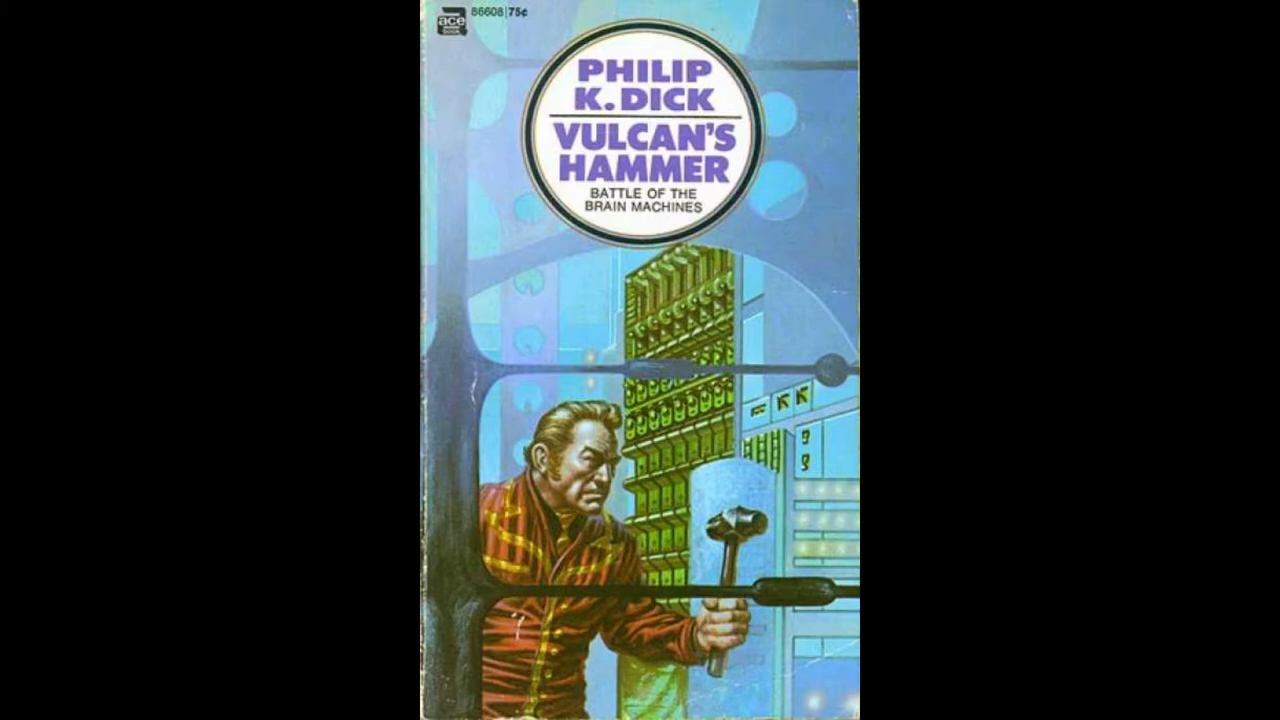 ace
book
86608 | 75¢
PHILIP
K. DICK
VULCAN'S
HAMMER
BATTLE OF THE
BRAIN MACHINES